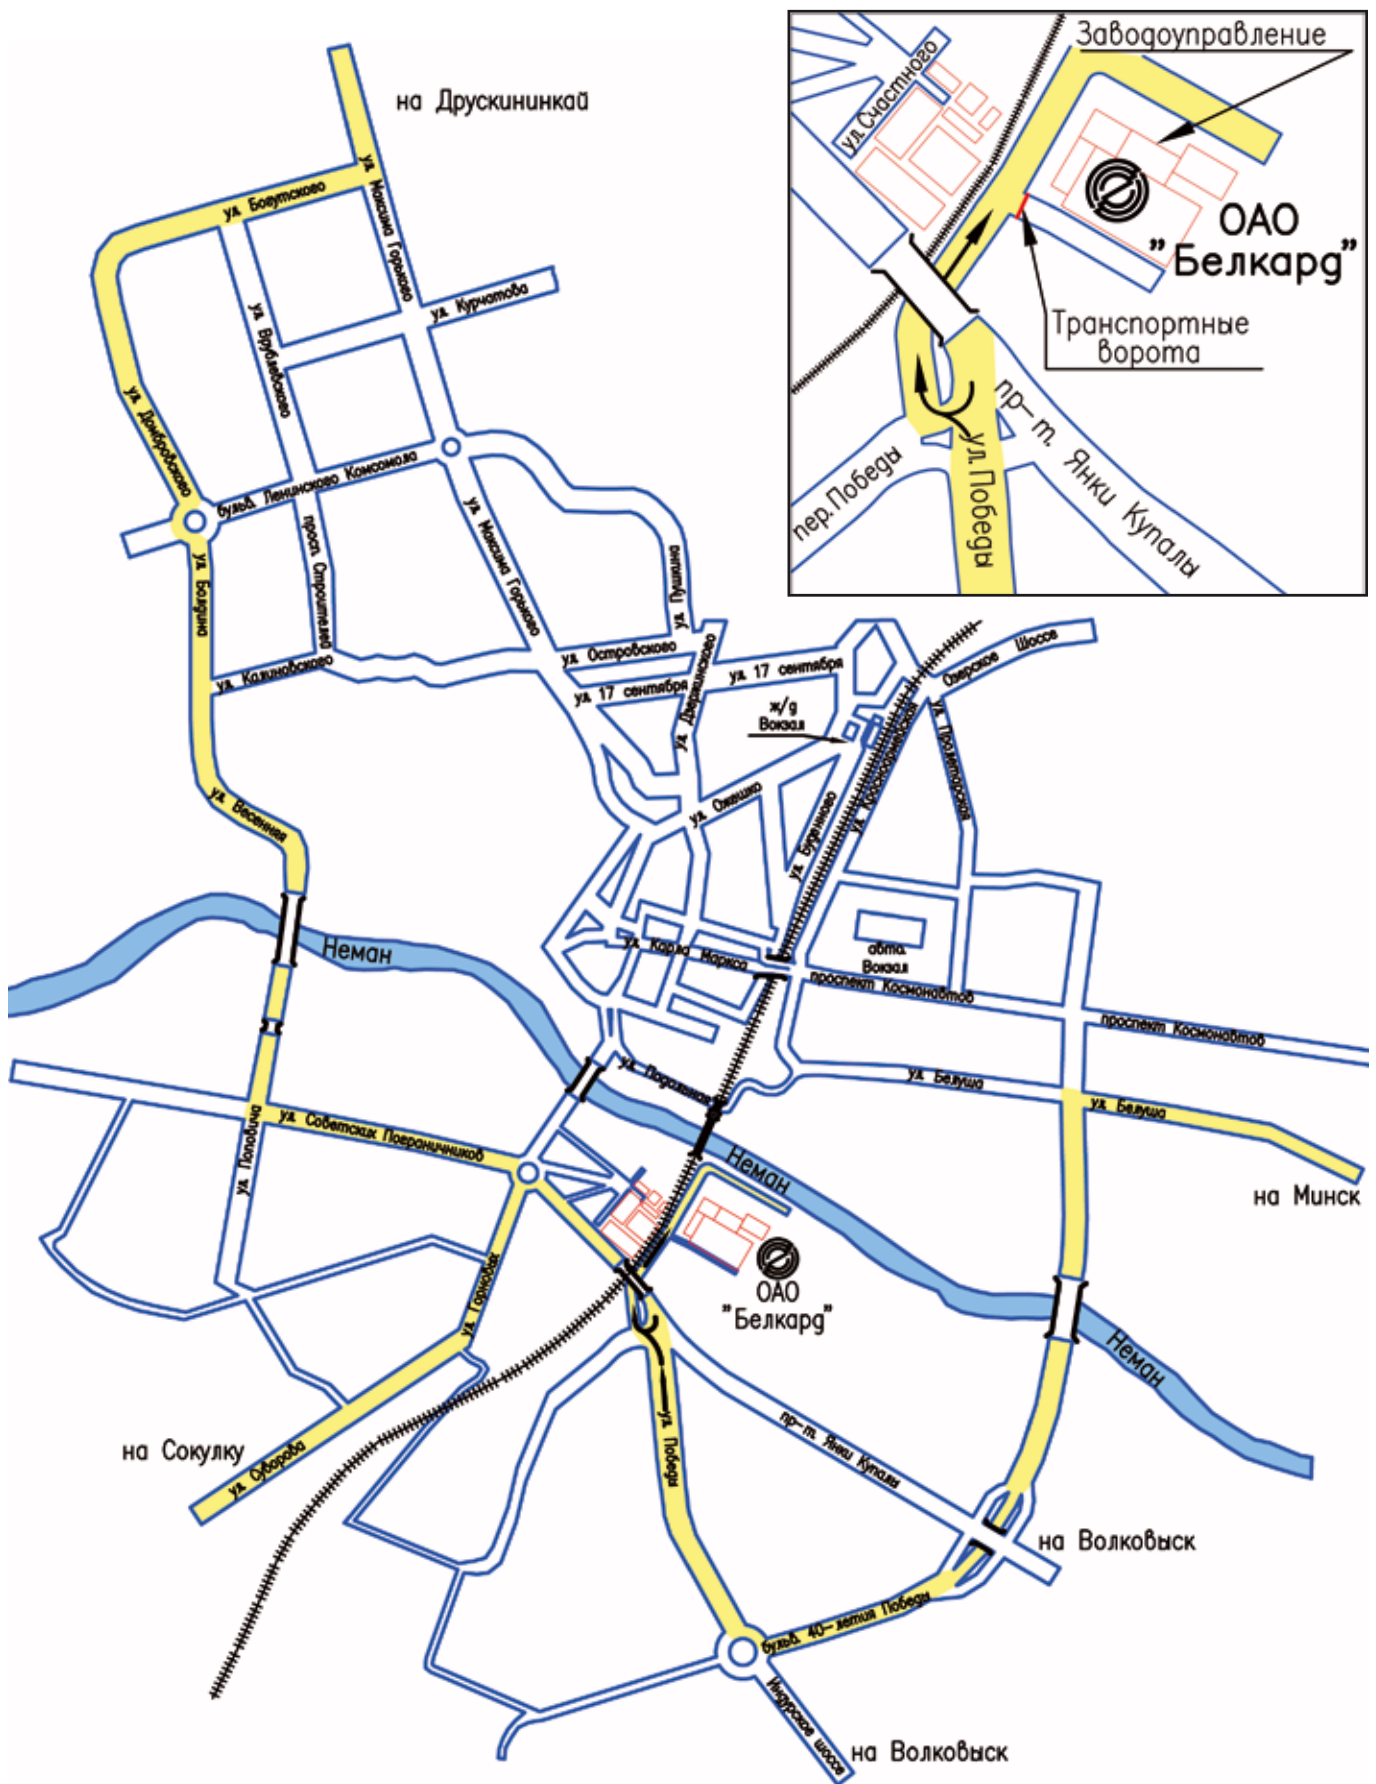 на Друскининкай
Заводоуправление
ул. Счастного
ОАО
"Белкард"
Транспортные
ворота
пр-т. Янки Купалы
пер. Победы
ул. Победы
ул. Максима Горького
ул. Богутского
ул. Курчатова
ул. Врублевского
ул. Домбровского
бульв. Ленинского Комсомола
просп. Строителей
ул. Максима Горького
ул. Пушкина
ул. Болдина
ул. Калиновского
ул. Островского
ул. 17 сентября
ул. Дзержинского
ул. 17 сентября
Озерское Шоссе
ж/д
Вокзал
ул. Красноармейская
ул. Пролетарская
ул. Ожешко
ул. Буденного
ул. Весенняя
Неман
ул. Карла Маркса
авто.
Вокзал
проспект Космонавтов
проспект Космонавтов
ул. Подольная
ул. Белуша
ул. Белуша
ул. Советских Пограничников
ул. Поповича
Неман
на Минск
ул. Горновых
ОАО
"Белкард"
Неман
на Сокулку
ул. Суворова
ул. Победы
пр-т. Янки Купалы
на Волковыск
бульв. 40-летия Победы
Индурское шоссе
на Волковыск